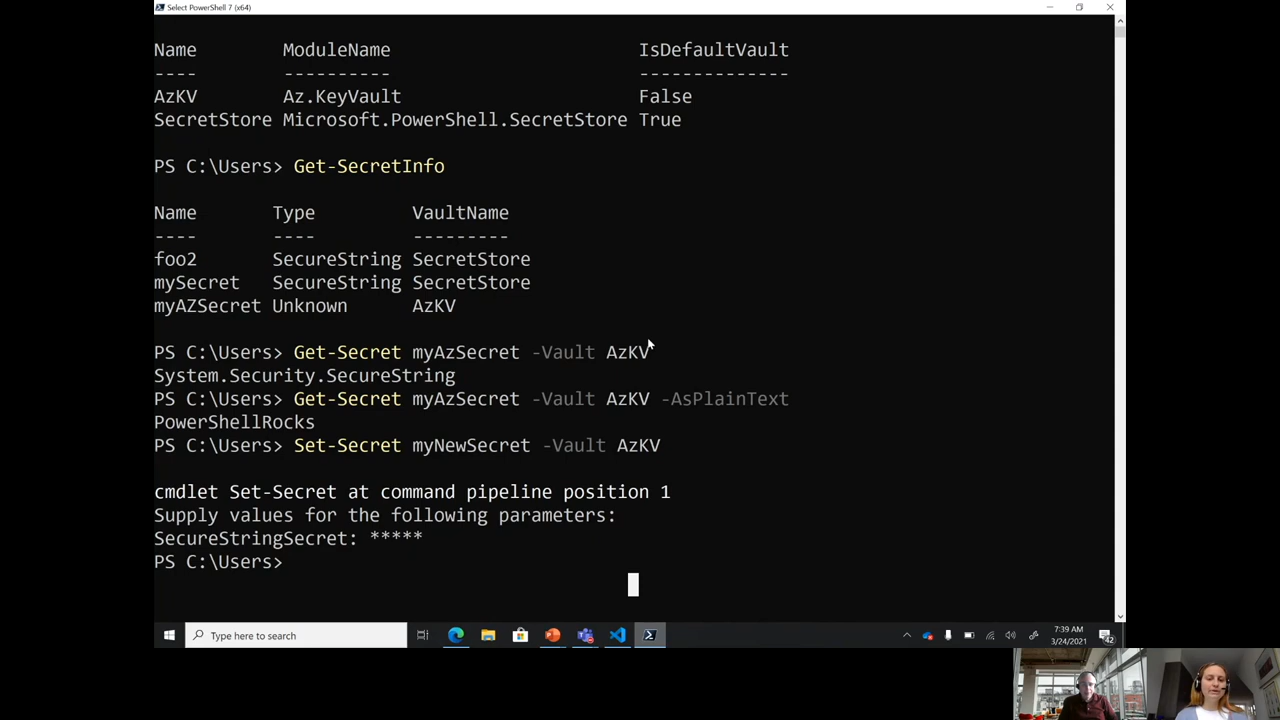 Select PowerShell 7 (x64)
Name ModuleName IsDefaultVault
---- ---------- --------------
AzKV Az.KeyVault False
SecretStore Microsoft.PowerShell.SecretStore True
PS C:\Users> Get-SecretInfo
Name Type VaultName
---- ---- ---------
foo2 SecureString SecretStore
mySecret SecureString SecretStore
myAZSecret Unknown AzKV
PS C:\Users> Get-Secret myAzSecret -Vault AzKV
System.Security.SecureString
PS C:\Users> Get-Secret myAzSecret -Vault AzKV -AsPlainText
PowerShellRocks
PS C:\Users> Set-Secret myNewSecret -Vault AzKV
cmdlet Set-Secret at command pipeline position 1
Supply values for the following parameters:
SecureStringSecret: *****
PS C:\Users>
Type here to search
7:39 AM
3/24/2021
42